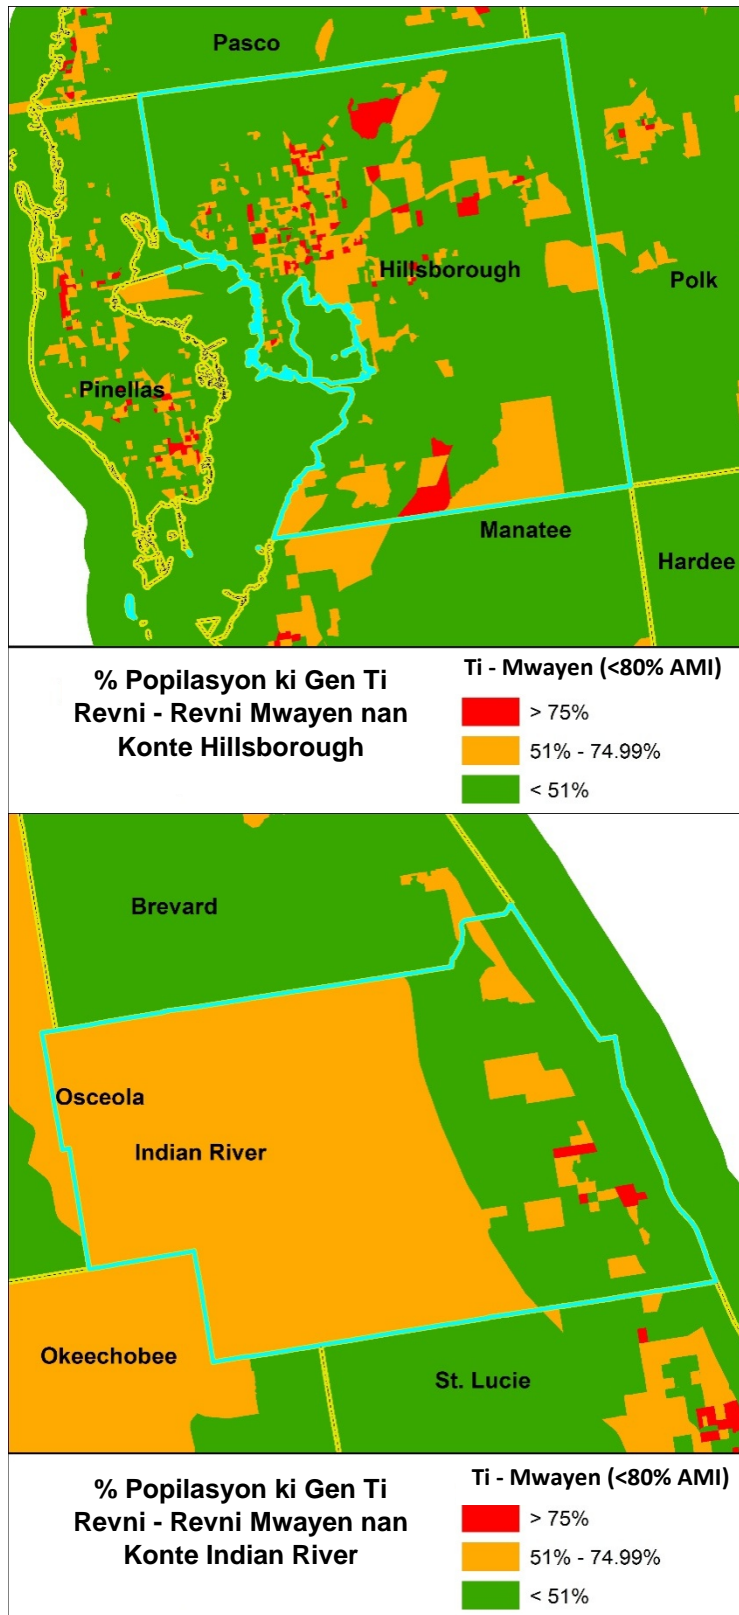 Pasco
Hillsborough
Polk
Pinellas
Manatee
Hardee
% Popilasyon ki Gen Ti
Revni - Revni Mwayen nan
Konte Hillsborough
Ti - Mwayen (<80% AMI)
> 75%
51% - 74.99%
< 51%
Brevard
Osceola
Indian River
Okeechobee
St. Lucie
% Popilasyon ki Gen Ti
Revni - Revni Mwayen nan
Konte Indian River
Ti - Mwayen (<80% AMI)
> 75%
51% - 74.99%
< 51%